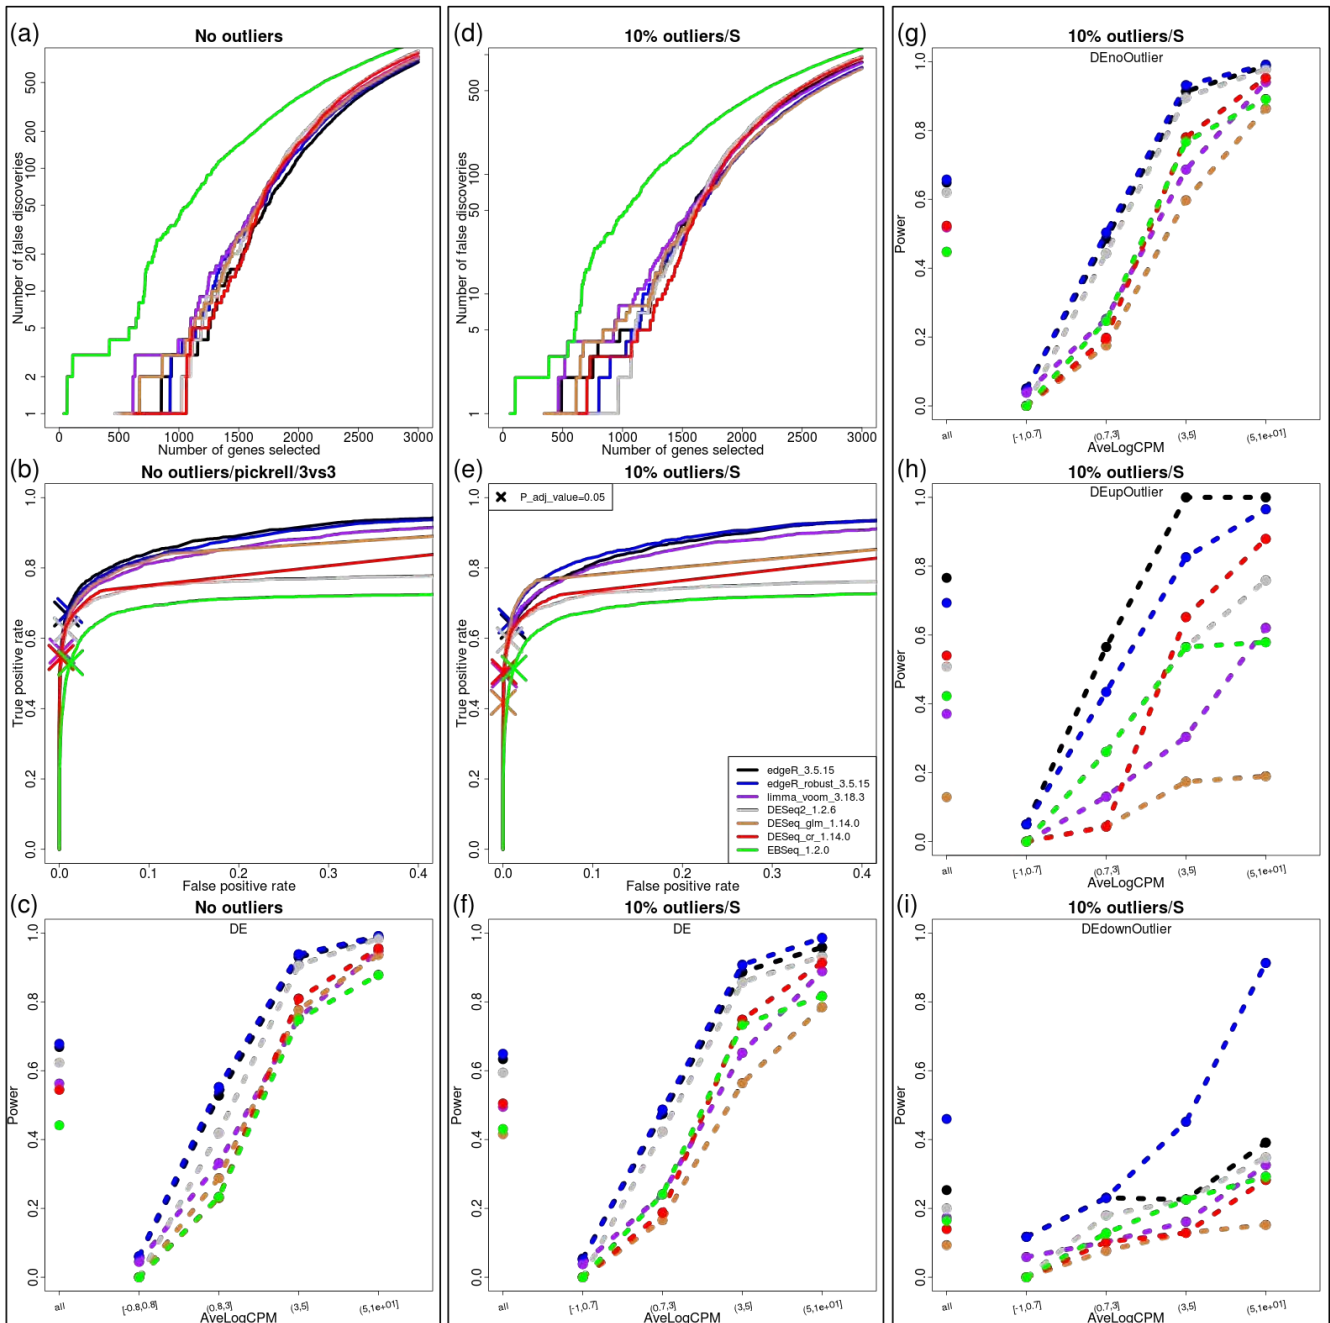 (a)
No outliers
Number of false discoveries
500
200
100
50
20
10
5
2
1
0
500
1000
1500
2000
2500
3000
Number of genes selected
(b)
No outliers/pickrell/3vs3
True positive rate
1.0
0.8
0.6
0.4
0.2
0.0
0.0
0.1
0.2
0.3
0.4
False positive rate
(c)
No outliers
DE
Power
1.0
0.8
0.6
0.4
0.2
0.0
all
[-0.8,0.8]
(0.8,3]
(3,5]
(5,1e+01]
AveLogCPM
(d)
10% outliers/S
Number of false discoveries
500
100
50
10
5
2
1
0
500
1000
1500
2000
2500
3000
Number of genes selected
(e)
10% outliers/S
P_adj_value=0.05
True positive rate
1.0
0.8
0.6
0.4
0.2
0.0
edgeR_3.5.15
edgeR_robust_3.5.15
limma_voom_3.18.3
DESeq2_1.2.6
DESeq_glm_1.14.0
DESeq_cr_1.14.0
EBSeq_1.2.0
0.0
0.1
0.2
0.3
0.4
False positive rate
(f)
10% outliers/S
DE
Power
1.0
0.8
0.6
0.4
0.2
0.0
all
[-1,0.7]
(0.7,3]
(3,5]
(5,1e+01]
AveLogCPM
(g)
10% outliers/S
DEnoOutlier
Power
1.0
0.8
0.6
0.4
0.2
0.0
all
[-1,0.7]
(0.7,3]
(3,5]
(5,1e+01]
AveLogCPM
(h)
10% outliers/S
DEupOutlier
Power
1.0
0.8
0.6
0.4
0.2
0.0
all
[-1,0.7]
(0.7,3]
(3,5]
(5,1e+01]
AveLogCPM
(i)
10% outliers/S
DEdownOutlier
Power
1.0
0.8
0.6
0.4
0.2
0.0
all
[-1,0.7]
(0.7,3]
(3,5]
(5,1e+01]
AveLogCPM